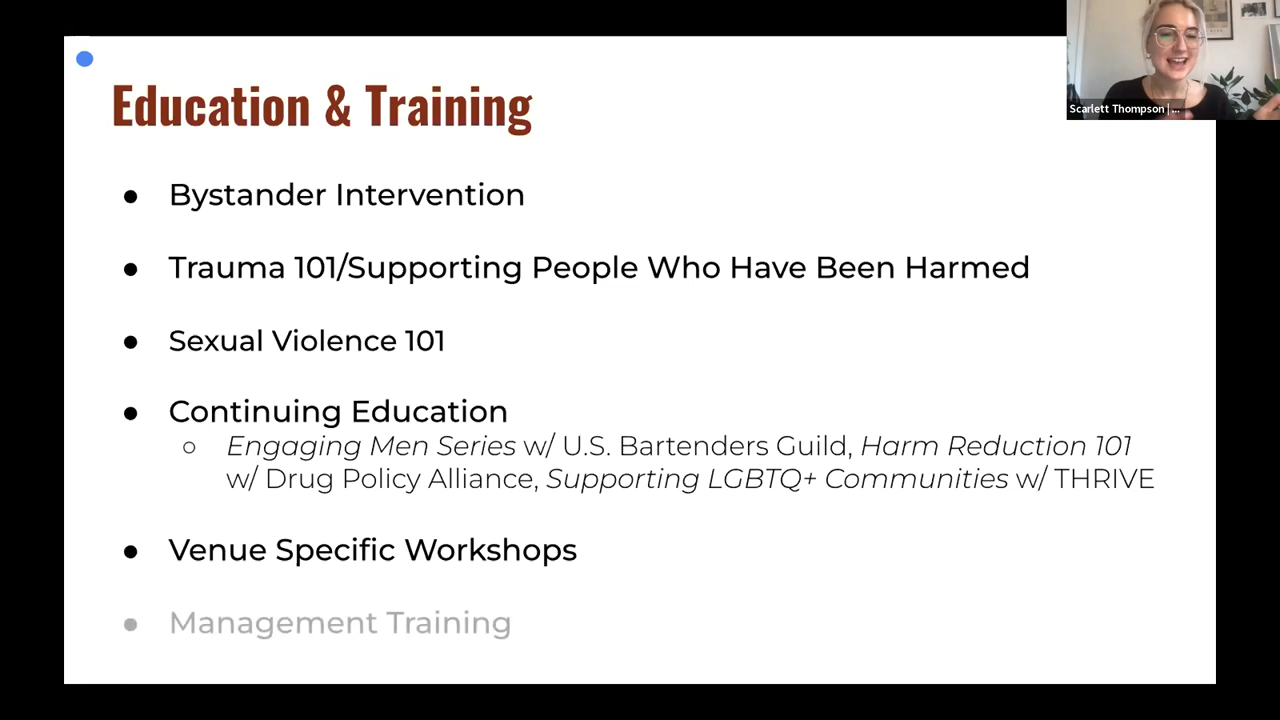 Education & Training
Scarlett Thompson | ...
● Bystander Intervention
● Trauma 101/Supporting People Who Have Been Harmed
● Sexual Violence 101
● Continuing Education
○ Engaging Men Series w/ U.S. Bartenders Guild, Harm Reduction 101
w/ Drug Policy Alliance, Supporting LGBTQ+ Communities w/ THRIVE
● Venue Specific Workshops
● Management Training